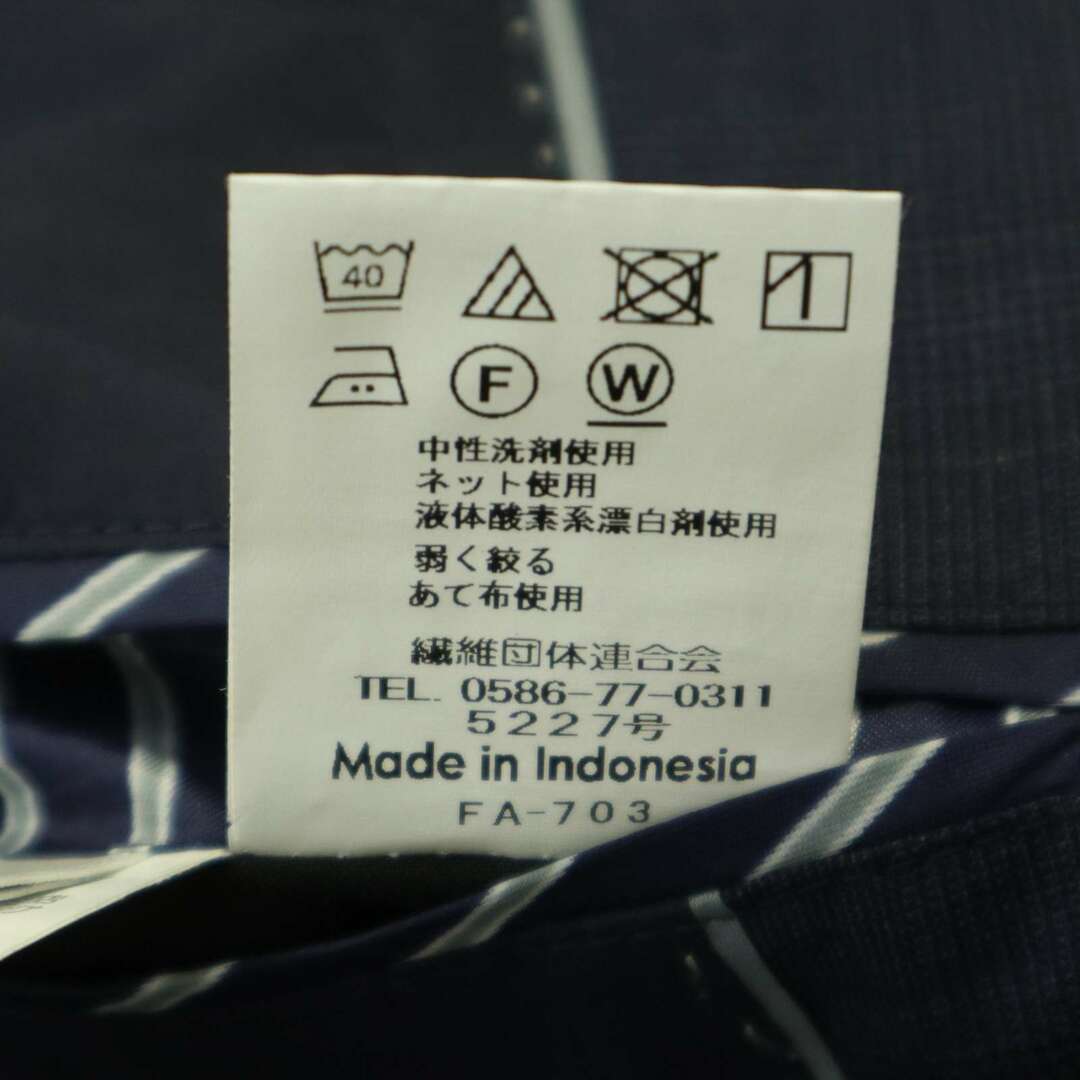 40
F W
中性洗剤使用
ネット使用
液体酸素系漂白剤使用
弱く絞る
あて布使用
繊維団体連合会
TEL. 0586-77-0311
5227号
Made in Indonesia
FA-703